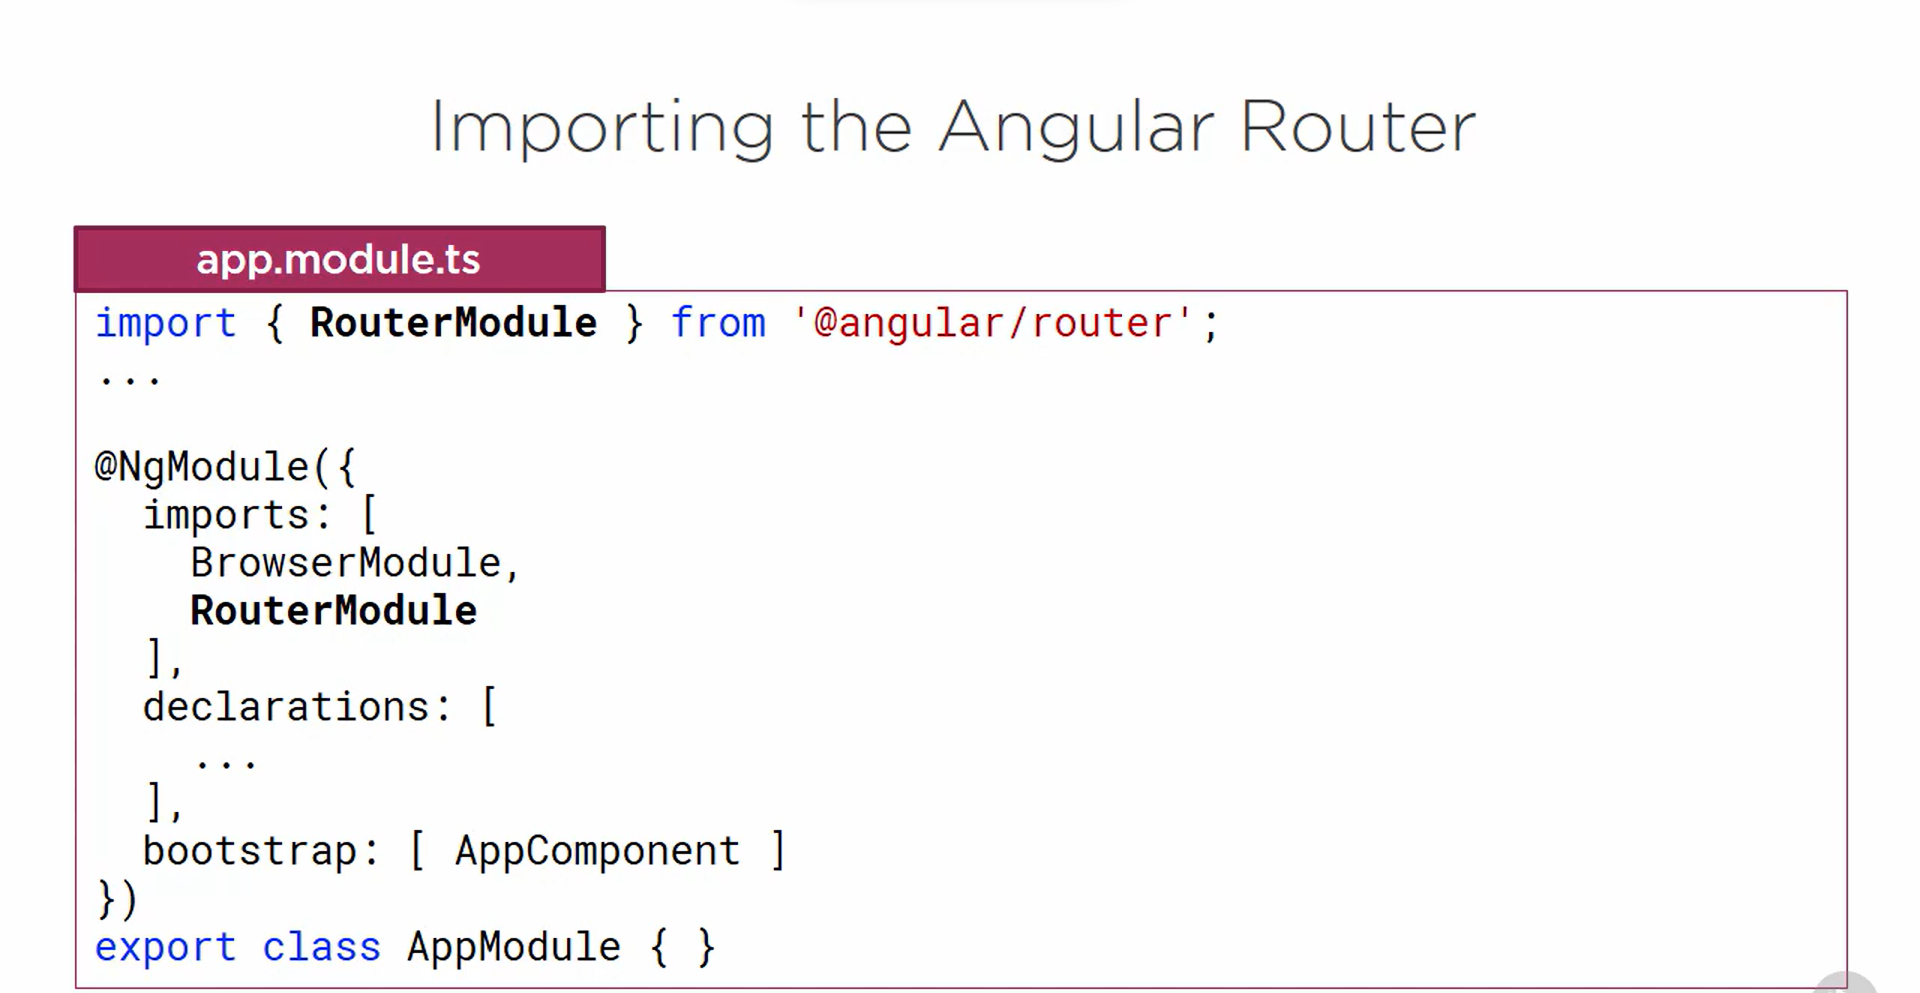 Importing the Angular Router
app.module.ts
import { RouterModule } from '@angular/router';
...
@NgModule({
  imports: [
    BrowserModule,
    RouterModule
  ],
  declarations: [
    ...
  ],
  bootstrap: [ AppComponent ]
})
export class AppModule { }